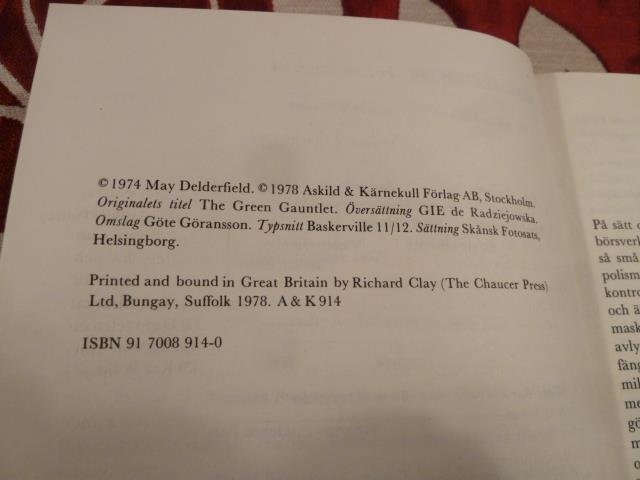 © 1974 May Delderfield. © 1978 Askild & Kärnekull Förlag AB, Stockholm.
Originalets titel The Green Gauntlet. Översättning GIE de Radziejowska.
Omslag Göte Göransson. Typsnitt Baskerville 11/12. Sättning Skånsk Fotosats,
Helsingborg.
Printed and bound in Great Britain by Richard Clay (The Chaucer Press)
Ltd, Bungay, Suffolk 1978. A & K 914
ISBN 91 7008 914-0
På sätt o
börsverk
så små
polism
kontro
och ä
mask
avly
fäng
mil
me
gö
m
o